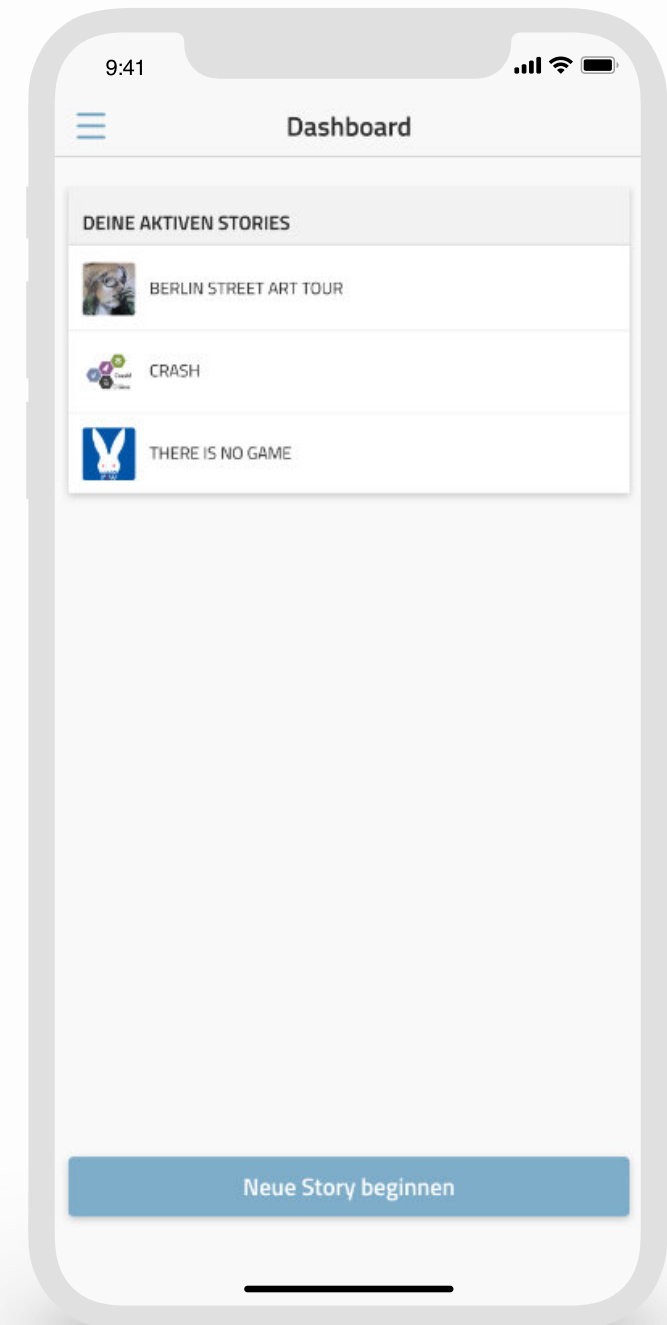 9:41
Dashboard
DEINE AKTIVEN STORIES
BERLIN STREET ART TOUR
CRASH
THERE IS NO GAME
Neue Story beginnen